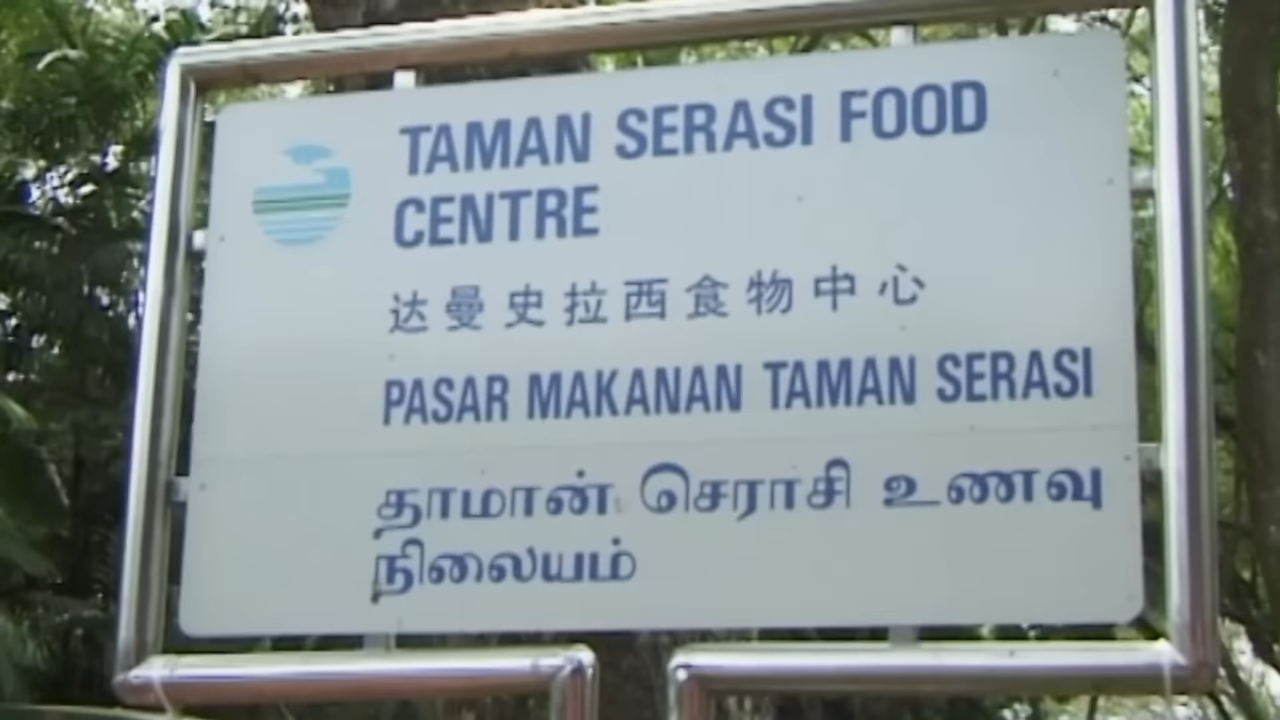 TAMAN SERASI FOOD
CENTRE
达曼史拉西食物中心
PASAR MAKANAN TAMAN SERASI
தாமான் செராசி உணவு
நிலையம்